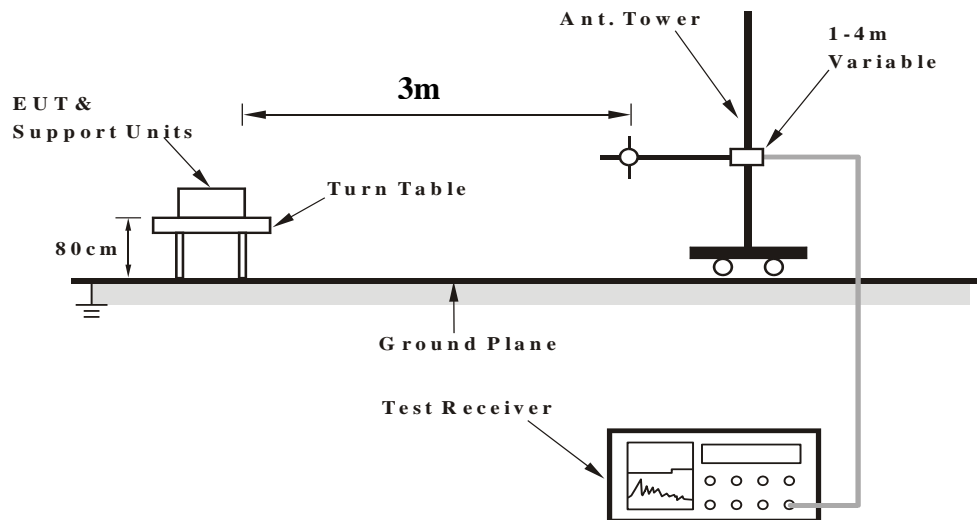 Ant. Tower
1-4m
Variable
3m
EUT &
Support Units
Turn Table
80cm
Ground Plane
Test Receiver